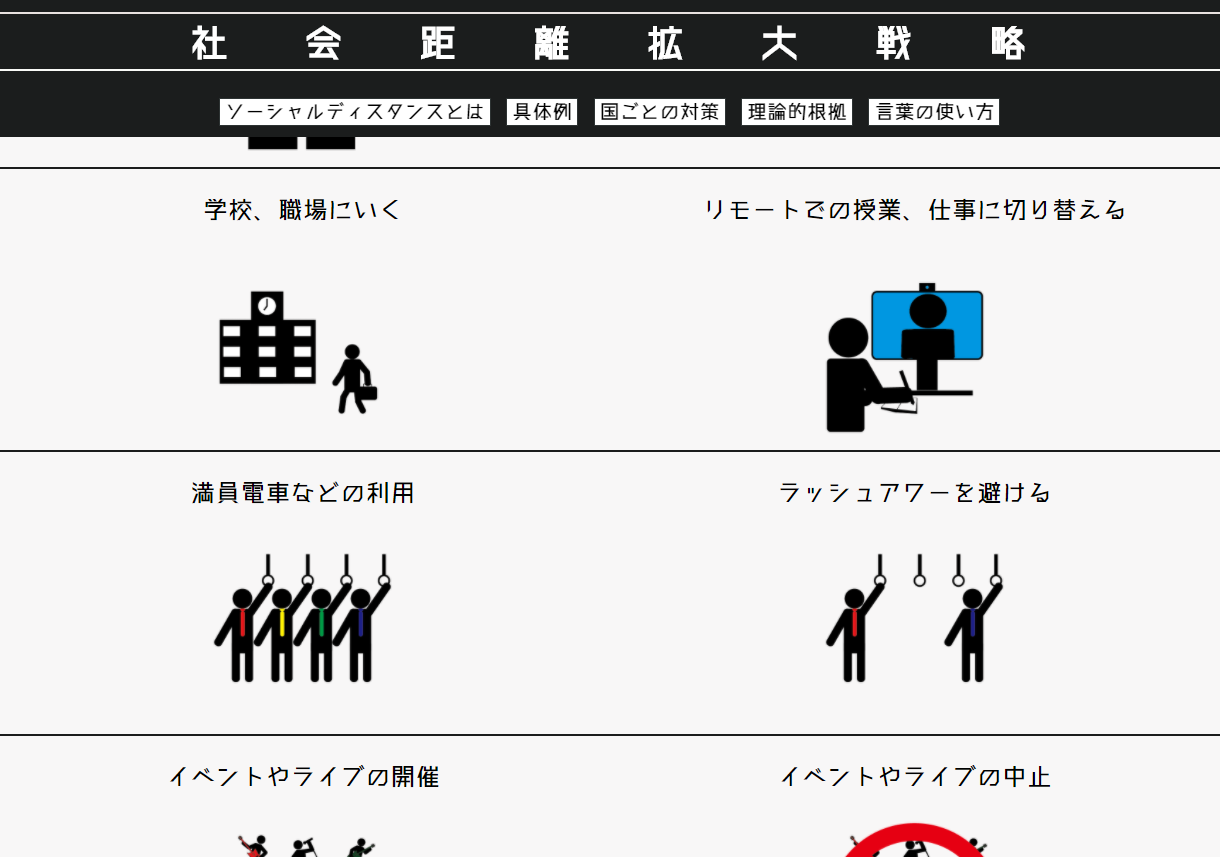 社会距離拡大戦略
ソーシャルディスタンスとは 具体例 国ごとの対策 理論的根拠 言葉の使い方
学校、職場にいく
リモートでの授業、仕事に切り替える
満員電車などの利用
ラッシュアワーを避ける
イベントやライブの開催
イベントやライブの中止